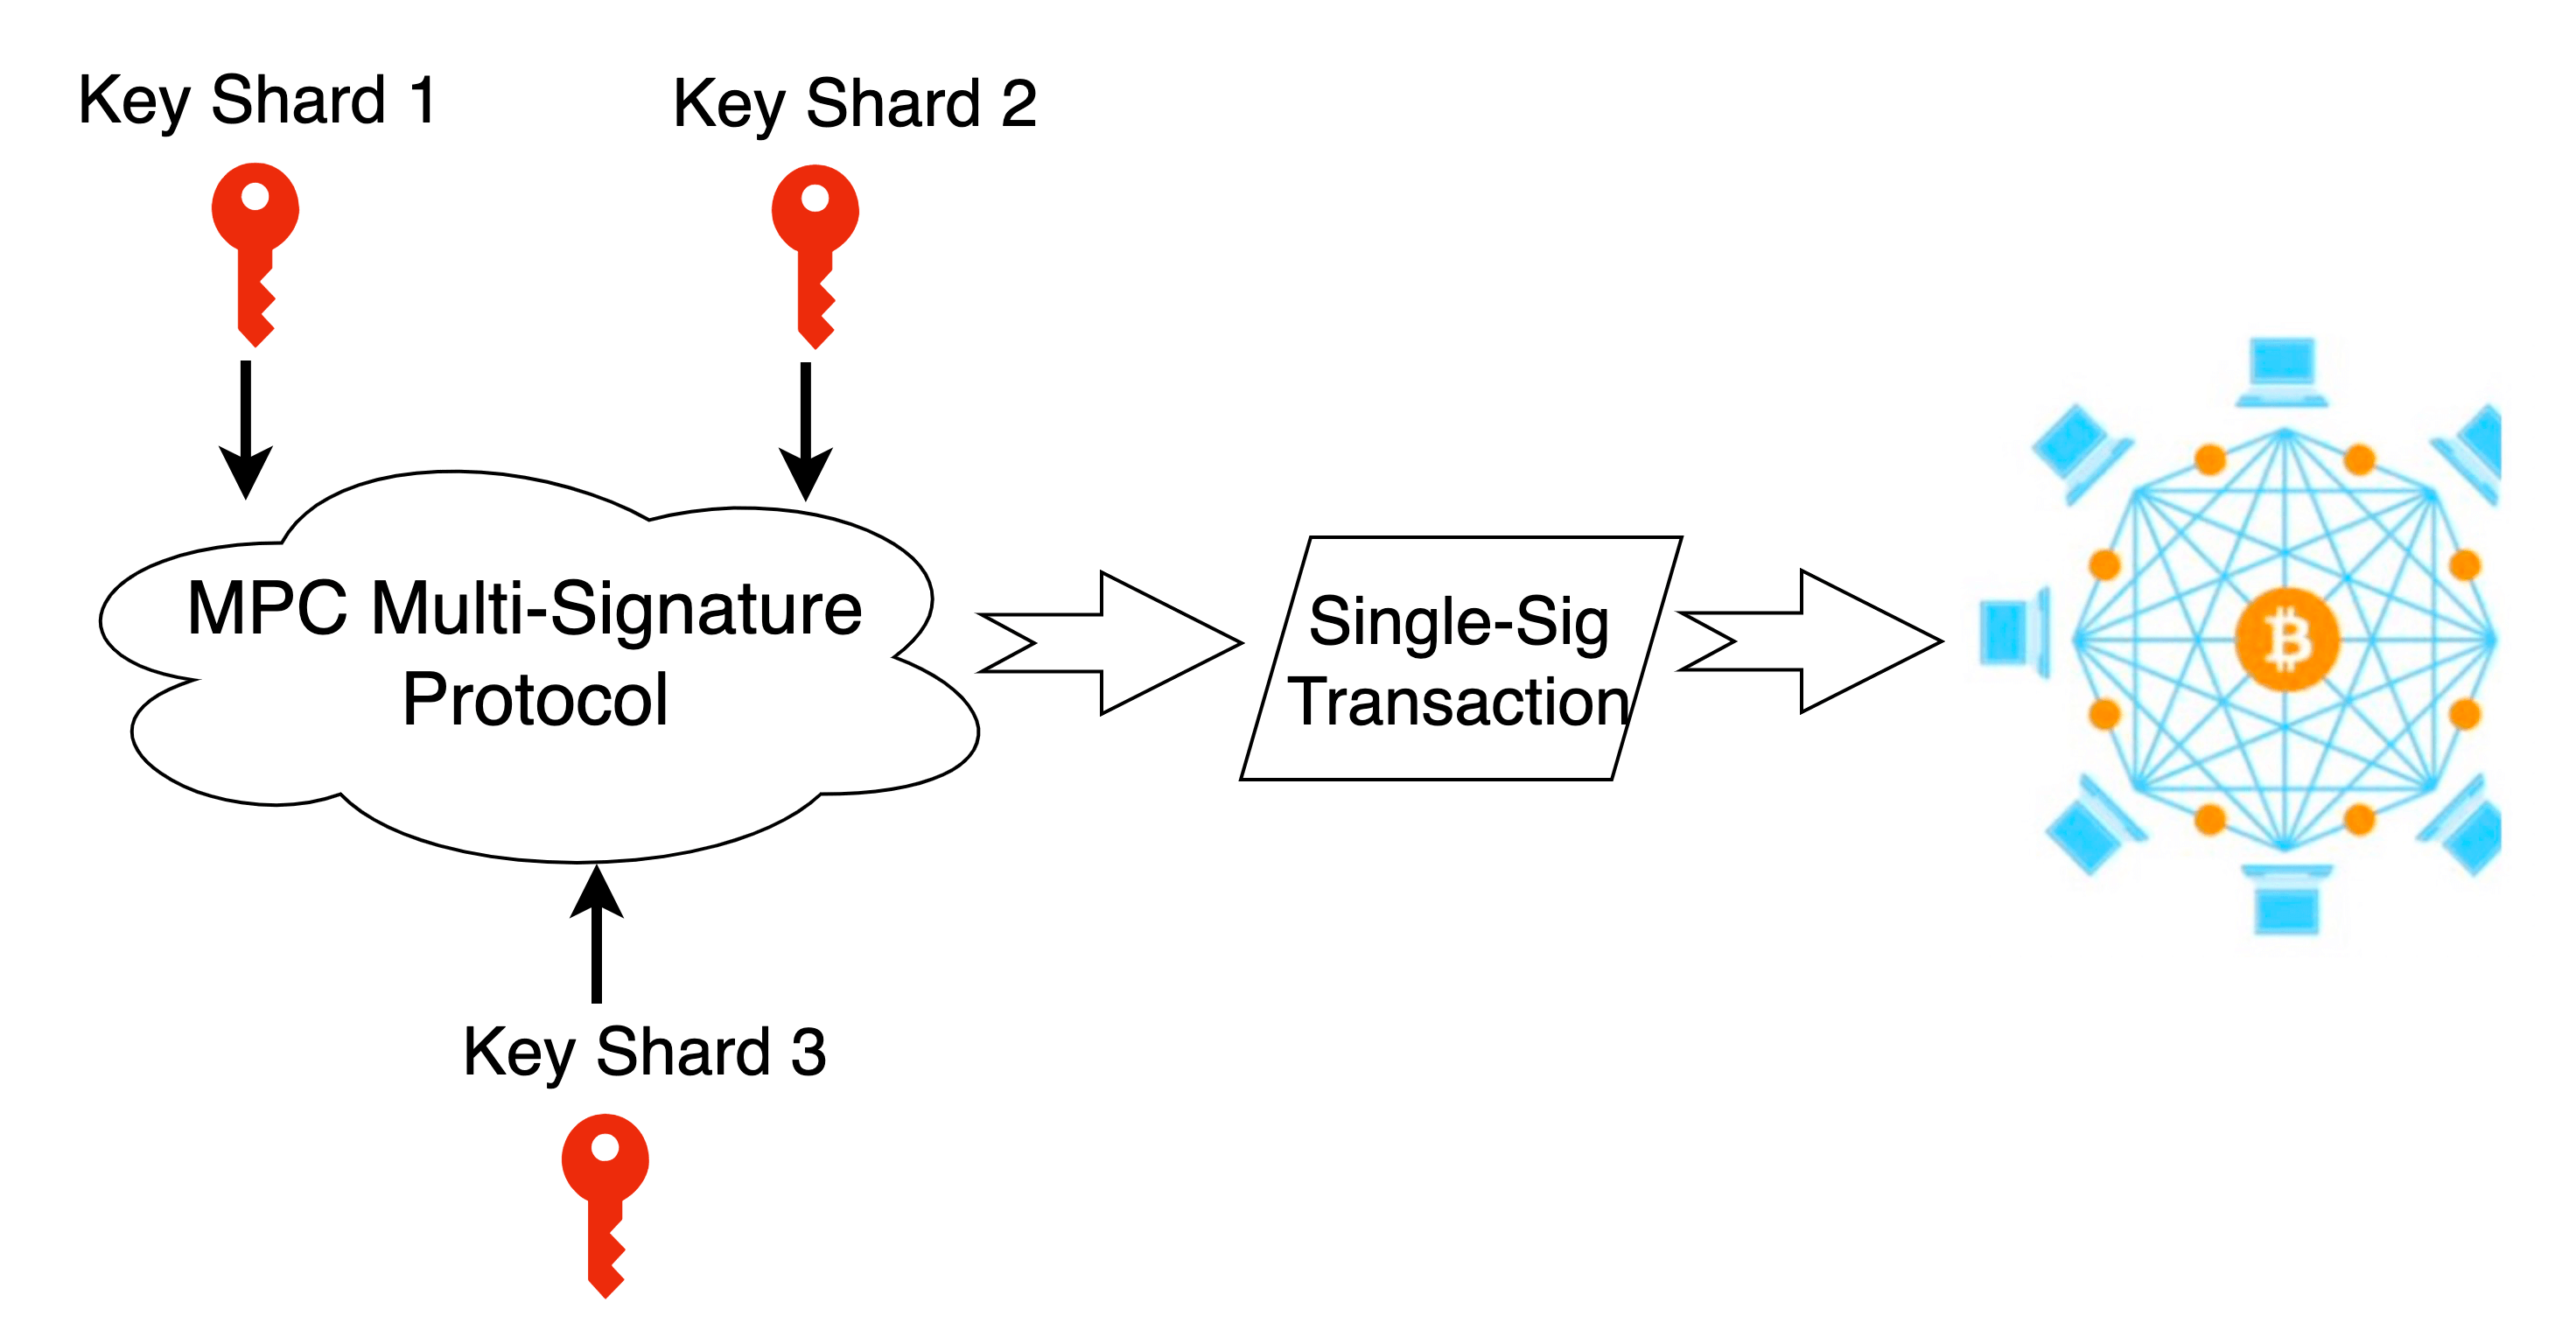 Key Shard 1
Key Shard 2
MPC Multi-Signature
Protocol
Single-Sig
Transaction
Key Shard 3